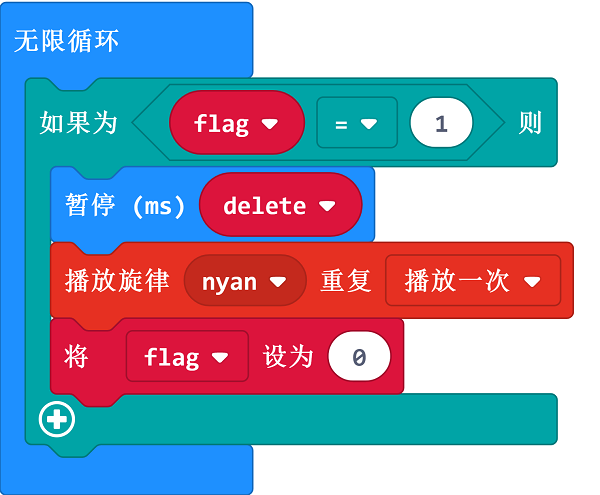 无限循环
如果为 flag = 1 则
暂停 (ms) delete
播放旋律 nyan 重复 播放一次
将 flag 设为 0